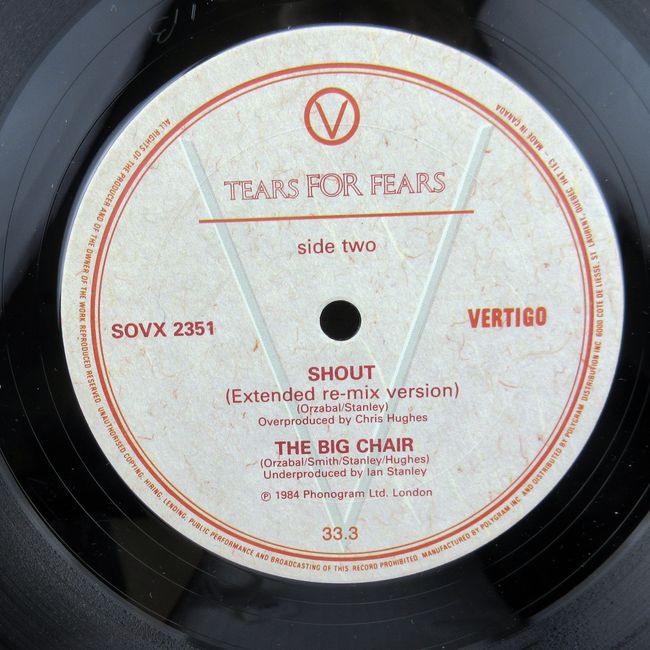 V
TEARS FOR FEARS
side two
SOVX 2351
VERTIGO
SHOUT
(Extended re-mix version)
(Orzabal/Stanley)
Overproduced by Chris Hughes
THE BIG CHAIR
(Orzabal/Smith/Stanley/Hughes)
Underproduced by Ian Stanley
℗ 1984 Phonogram Ltd. London
33.3
ALL RIGHTS OF THE PRODUCER AND OF THE OWNER OF THE WORK REPRODUCED RESERVED. UNAUTHORISED COPYING, HIRING, LENDING, PUBLIC PERFORMANCE AND BROADCASTING OF THIS RECORD PROHIBITED. MANUFACTURED BY POLYGRAM INC. AND DISTRIBUTED BY POLYGRAM DISTRIBUTION INC. 6000 COTE DE LIESSE, ST. LAURENT, QUEBEC, H4T 1E3 - MADE IN CANADA